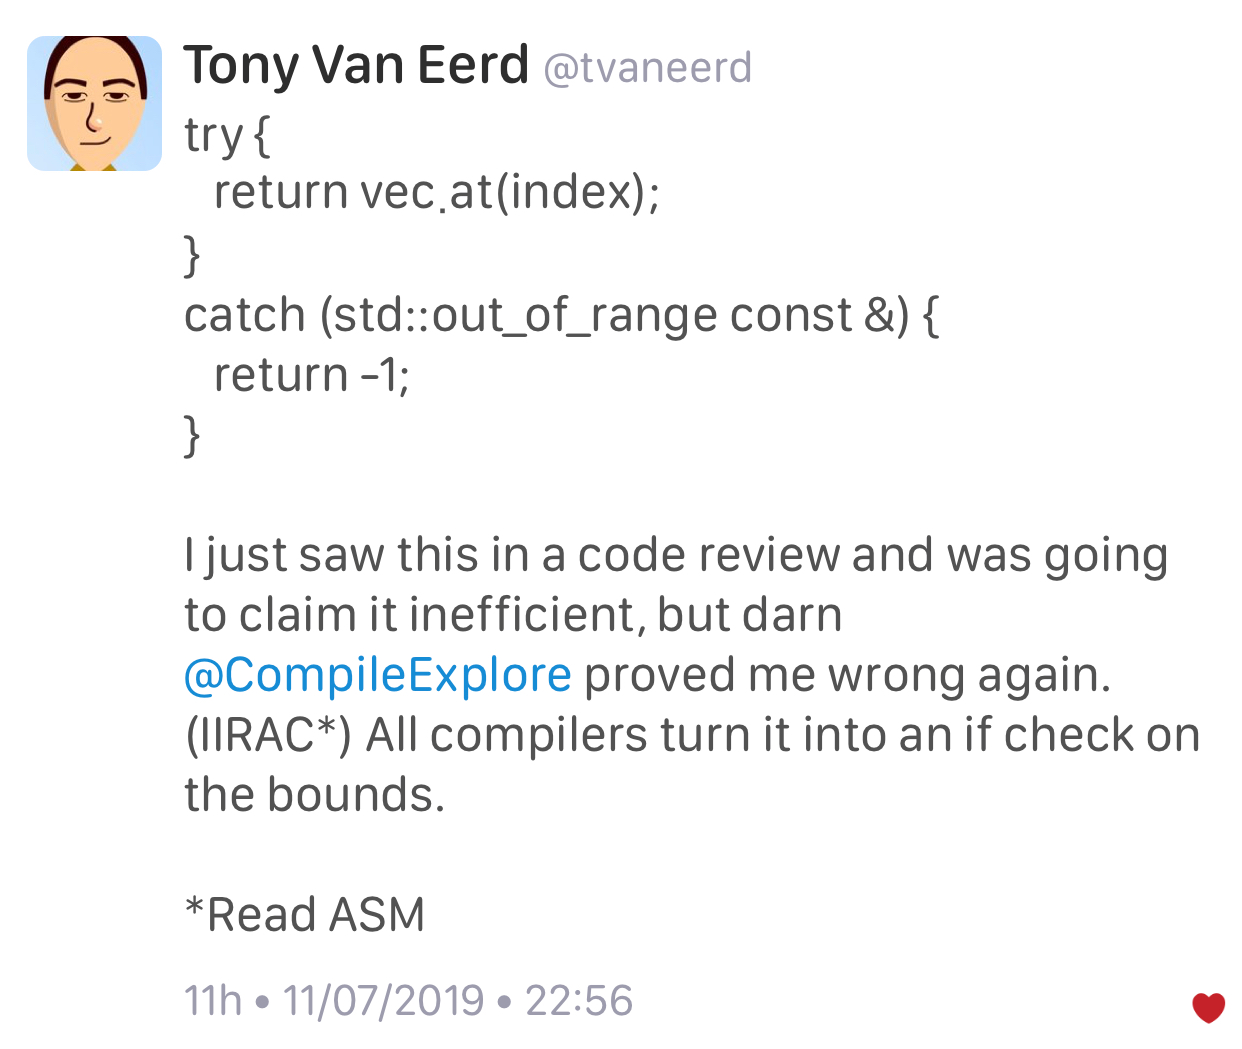 Tony Van Eerd @tvaneerd
try {
   return vec.at(index);
}
catch (std::out_of_range const &) {
   return -1;
}

I just saw this in a code review and was going
to claim it inefficient, but darn
@CompileExplore proved me wrong again.
(IIRAC*) All compilers turn it into an if check on
the bounds.

*Read ASM
11h • 11/07/2019 • 22:56